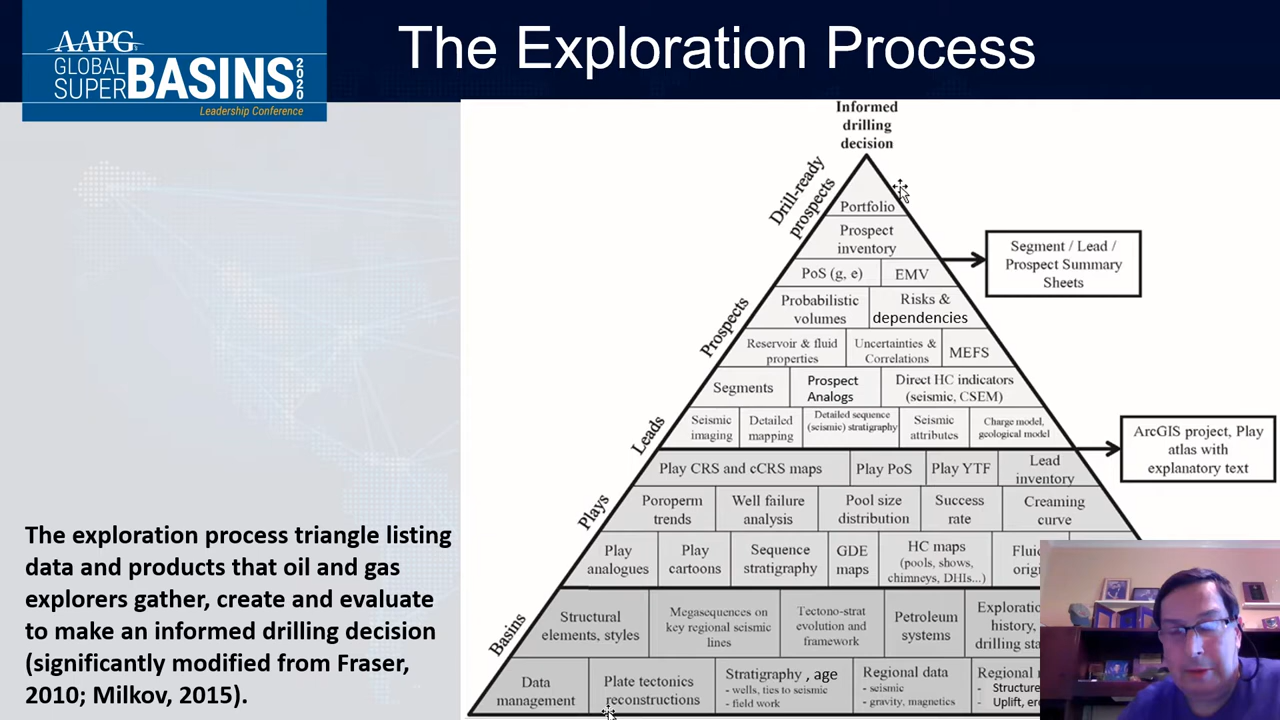 AAPG
GLOBAL
SUPER BASINS 2020
Leadership Conference
The Exploration Process
Informed
drilling
decision
Drill-ready
prospects
Portfolio
Prospect
inventory
Segment / Lead /
Prospect Summary
Sheets
PoS (g, e)
EMV
Prospects
Probabilistic
volumes
Risks &
dependencies
Reservoir & fluid
properties
Uncertainties &
Correlations
MEFS
Segments
Prospect
Analogs
Direct HC indicators
(seismic, CSEM)
Leads
Seismic
imaging
Detailed
mapping
Detailed sequence
(seismic) stratigraphy
Seismic
attributes
Charge model,
geological model
ArcGIS project, Play
atlas with
explanatory text
Play CRS and cCRS maps
Play PoS
Play YTF
Lead
inventory
Plays
Poroperm
trends
Well failure
analysis
Pool size
distribution
Success
rate
Creaming
curve
Play
analogues
Play
cartoons
Sequence
stratigraphy
GDE
maps
HC maps
(pools, shows,
chimneys, DHIs...)
Basins
Structural
elements, styles
Megasequences on
key regional seismic
lines
Tectono-strat
evolution and
framework
Petroleum
systems
history,
drilling
Data
management
Plate tectonics
reconstructions
Stratigraphy , age
- wells, ties to seismic
- field work
Regional data
- seismic
- gravity, magnetics
Regional
- Structure
- Uplift,
The exploration process triangle listing
data and products that oil and gas
explorers gather, create and evaluate
to make an informed drilling decision
(significantly modified from Fraser,
2010; Milkov, 2015).